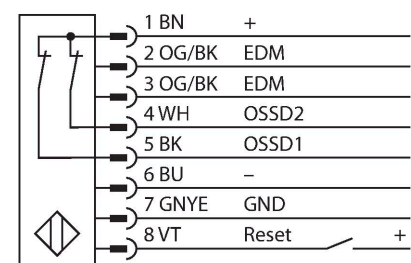 1 BN +
2 OG/BK EDM
3 OG/BK EDM
4 WH OSSD2
5 BK OSSD1
6 BU –
7 GNYE GND
8 VT Reset +